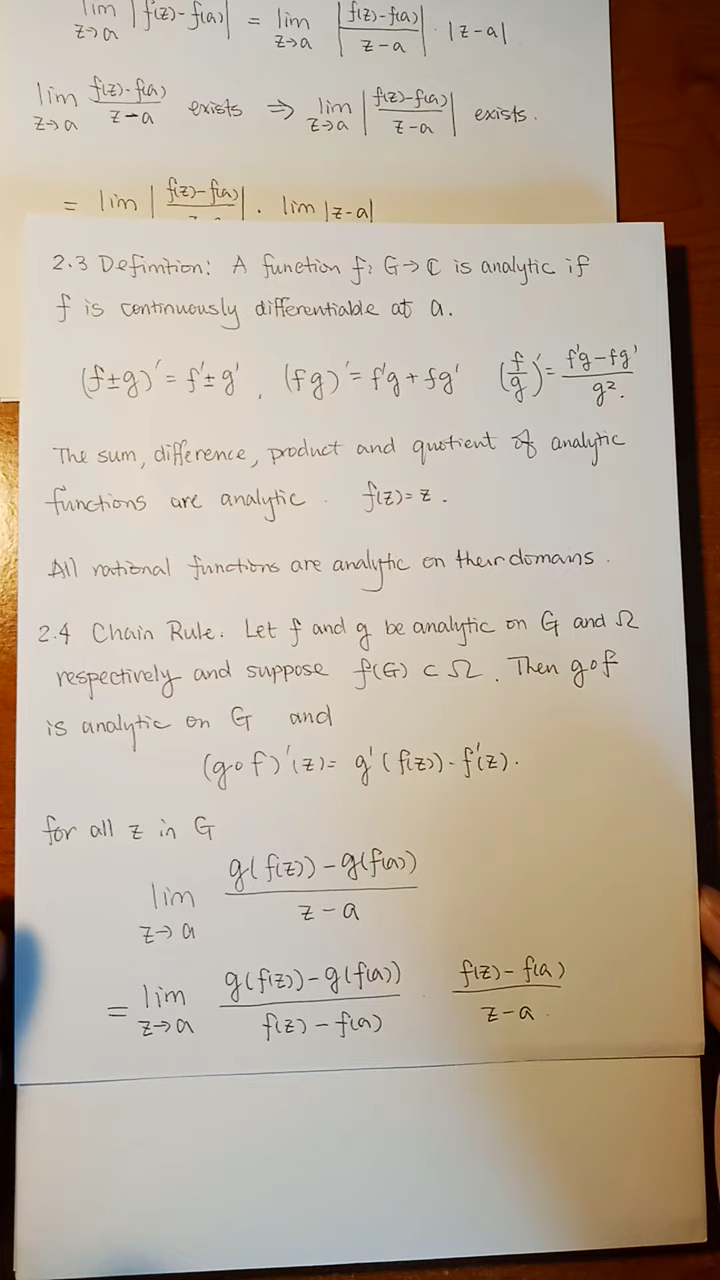 lim z→a |f(z)-f(a)| = lim z→a |f(z)-f(a) / z-a| · |z-a|
lim z→a f(z)-f(a) / z-a exists ⇒ lim z→a |f(z)-f(a) / z-a| exists.
= lim |f(z)-f(a) / z-a| · lim |z-a|
2.3 Definition: A function f: G→ℂ is analytic if
f is continuously differentiable at a.
(f±g)' = f'±g' , (fg)' = f'g + fg' (f/g)' = f'g-fg' / g².
The sum, difference, product and quotient of analytic
functions are analytic. f(z)=z.
All rational functions are analytic on their domains.
2.4 Chain Rule. Let f and g be analytic on G and Ω
respectively and suppose f(G) ⊂ Ω. Then g∘f
is analytic on G and
(g∘f)'(z) = g'(f(z)) · f'(z).
for all z in G
lim z→a g(f(z)) - g(f(a)) / z-a
= lim z→a g(f(z)) - g(f(a)) / f(z) - f(a) · f(z) - f(a) / z-a